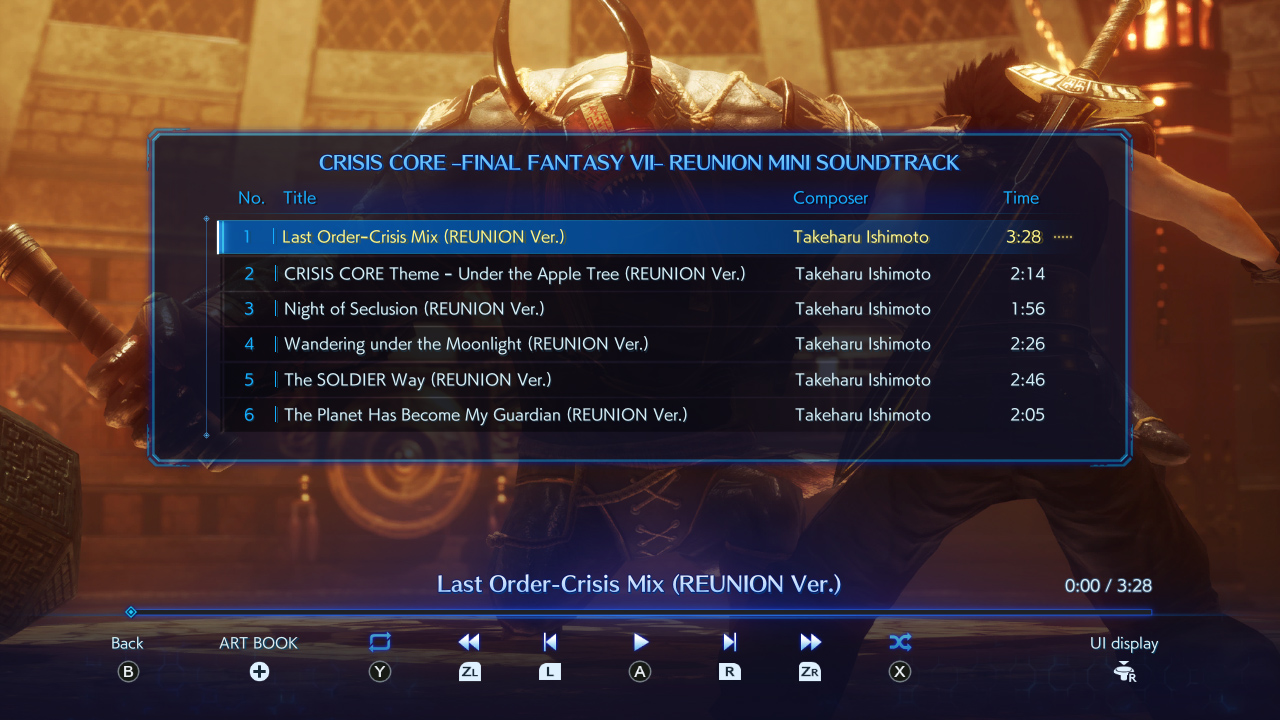 CRISIS CORE –FINAL FANTASY VII– REUNION MINI SOUNDTRACK
No. Title Composer Time
1 Last Order–Crisis Mix (REUNION Ver.) Takeharu Ishimoto 3:28
2 CRISIS CORE Theme – Under the Apple Tree (REUNION Ver.) Takeharu Ishimoto 2:14
3 Night of Seclusion (REUNION Ver.) Takeharu Ishimoto 1:56
4 Wandering under the Moonlight (REUNION Ver.) Takeharu Ishimoto 2:26
5 The SOLDIER Way (REUNION Ver.) Takeharu Ishimoto 2:46
6 The Planet Has Become My Guardian (REUNION Ver.) Takeharu Ishimoto 2:05
Last Order-Crisis Mix (REUNION Ver.) 0:00 / 3:28
Back ART BOOK UI display
B Y ZL L A R ZR X R